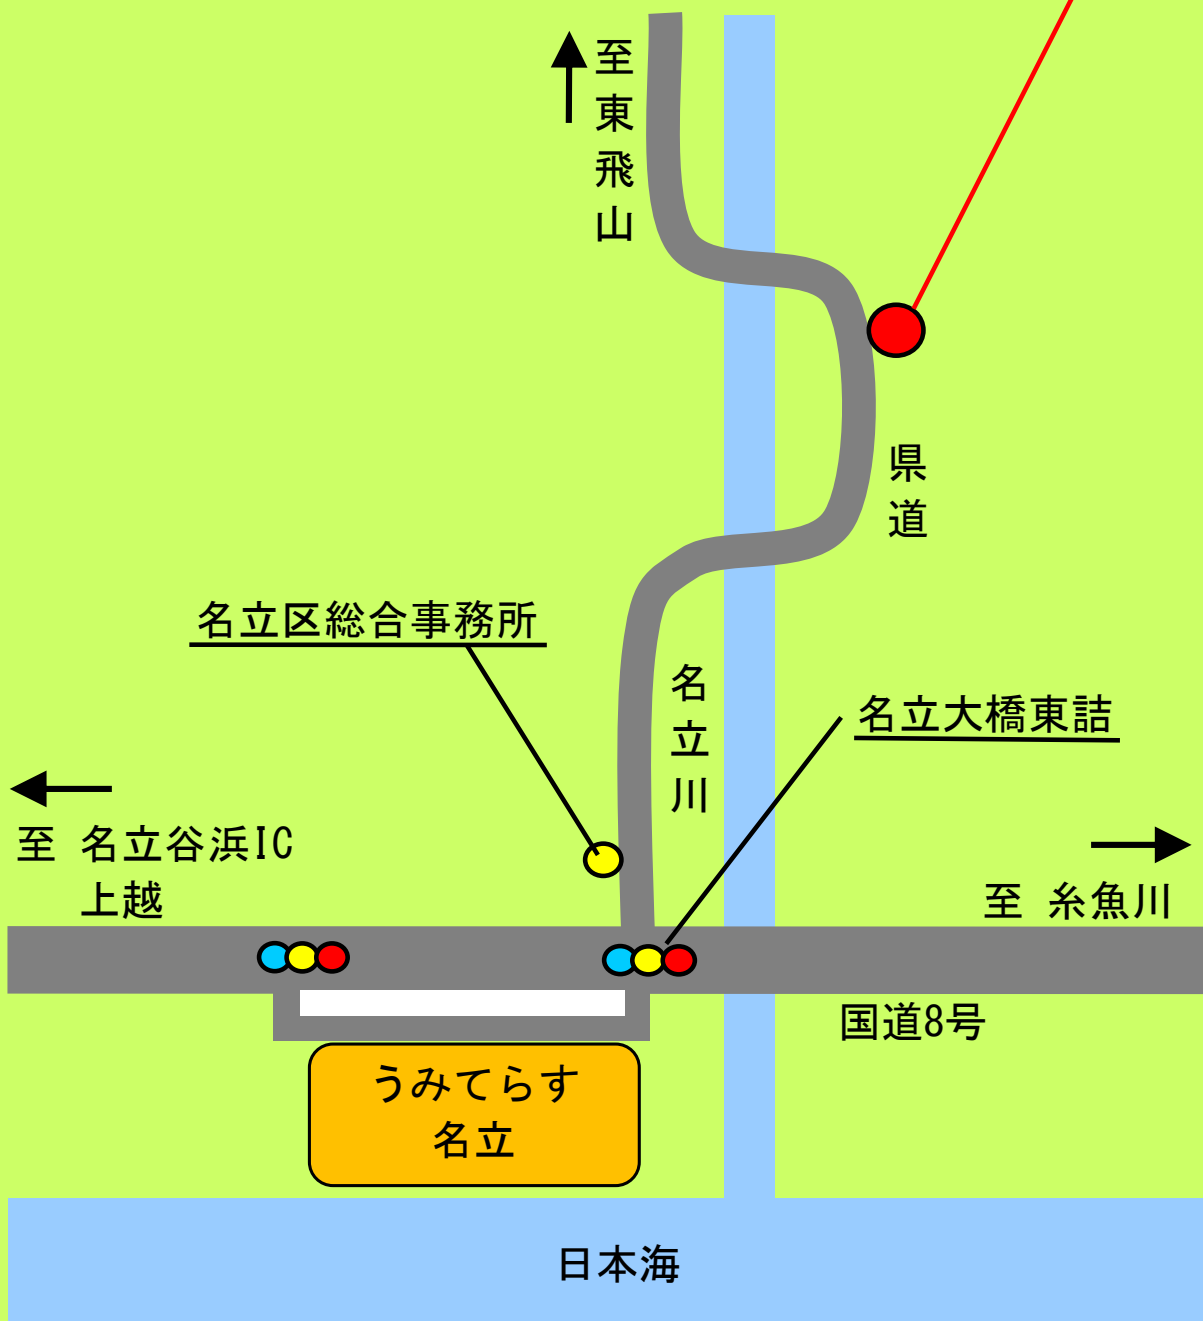 至東飛山
県道
名立区総合事務所
名立川
名立大橋東詰
至 名立谷浜IC
上越
至 糸魚川
国道8号
うみてらす
名立
日本海